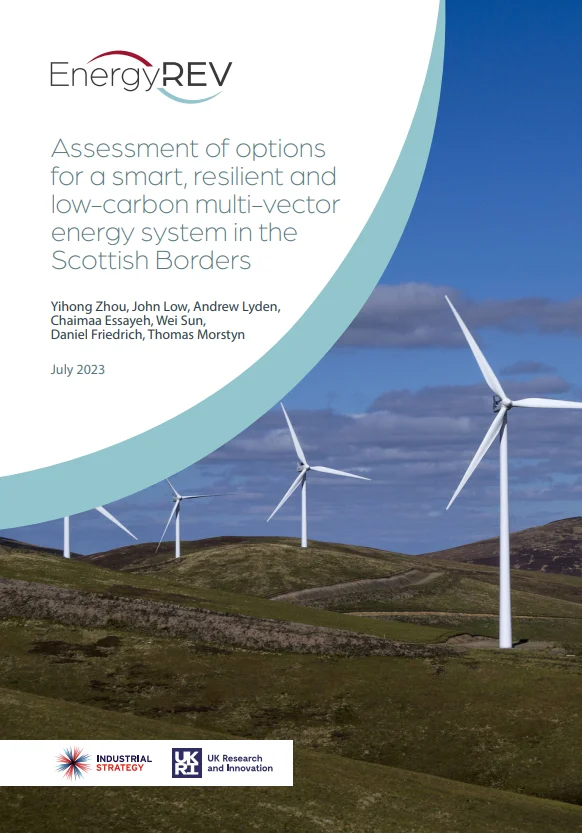 EnergyREV
Assessment of options
for a smart, resilient and
low-carbon multi-vector
energy system in the
Scottish Borders
Yihong Zhou, John Low, Andrew Lyden,
Chaimaa Essayeh, Wei Sun,
Daniel Friedrich, Thomas Morstyn
July 2023
INDUSTRIAL
STRATEGY
UK
RI
UK Research
and Innovation